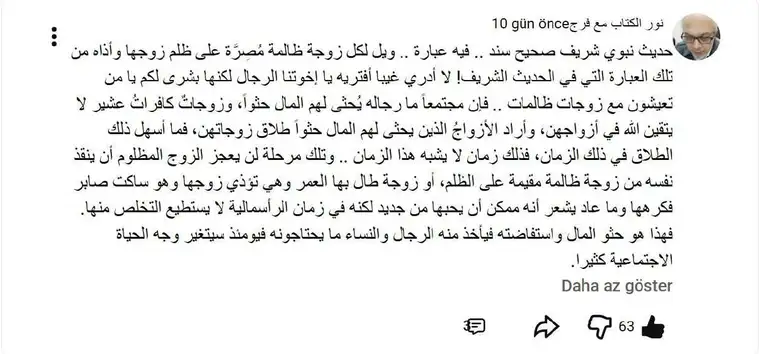 نور الكتاب مع فرج10 gün önce
حديث نبوي شريف صحيح سند .. فيه عبارة .. ويل لكل زوجة ظالمة مُصِرَّة على ظلم زوجها وأذاه من
تلك العبارة التي في الحديث الشريف! لا أدري غيبا أفتريه يا إخوتنا الرجال لكنها بشرى لكم يا من
تعيشون مع زوجات ظالمات .. فإن مجتمعاً ما رجاله يُحثى لهم المال حثواً، وزوجاتٌ كافراتُ عشير لا
يتقين الله في أزواجهن، وأراد الأزواجُ الذين يحثى لهم المال حثواً طلاق زوجاتهن، فما أسهل ذلك
الطلاق في ذلك الزمان، فذلك زمان لا يشبه هذا الزمان .. وتلك مرحلة لن يعجز الزوج المظلوم أن ينقذ
نفسه من زوجة ظالمة مقيمة على الظلم، أو زوجة طال بها العمر وهي تؤذي زوجها وهو ساكت صابر
فكرهها وما عاد يشعر أنه ممكن أن يحبها من جديد لكنه في زمان الرأسمالية لا يستطيع التخلص منها.
فهذا هو حثو المال واستفاضته فيأخذ منه الرجال والنساء ما يحتاجونه فيومئذ سيتغير وجه الحياة
الاجتماعية كثيرا.
Daha az göster
63
3